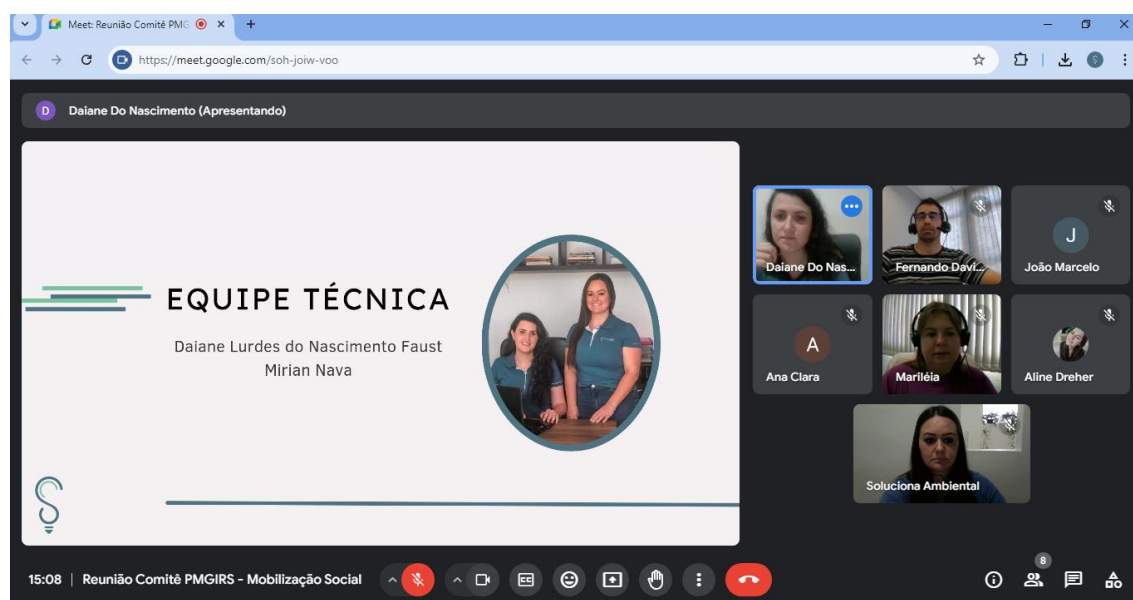 Meet: Reunião Comitê PMG
https://meet.google.com/soh-joiw-voo
D Daiane Do Nascimento (Apresentando)
EQUIPE TÉCNICA
Daiane Lurdes do Nascimento Faust
Mirian Nava
Daiane Do Nas...
Fernando Davi...
J
João Marcelo
A
Ana Clara
Mariléia
Aline Dreher
Soluciona Ambiental
15:08 | Reunião Comitê PMGIRS - Mobilização Social
CC
8